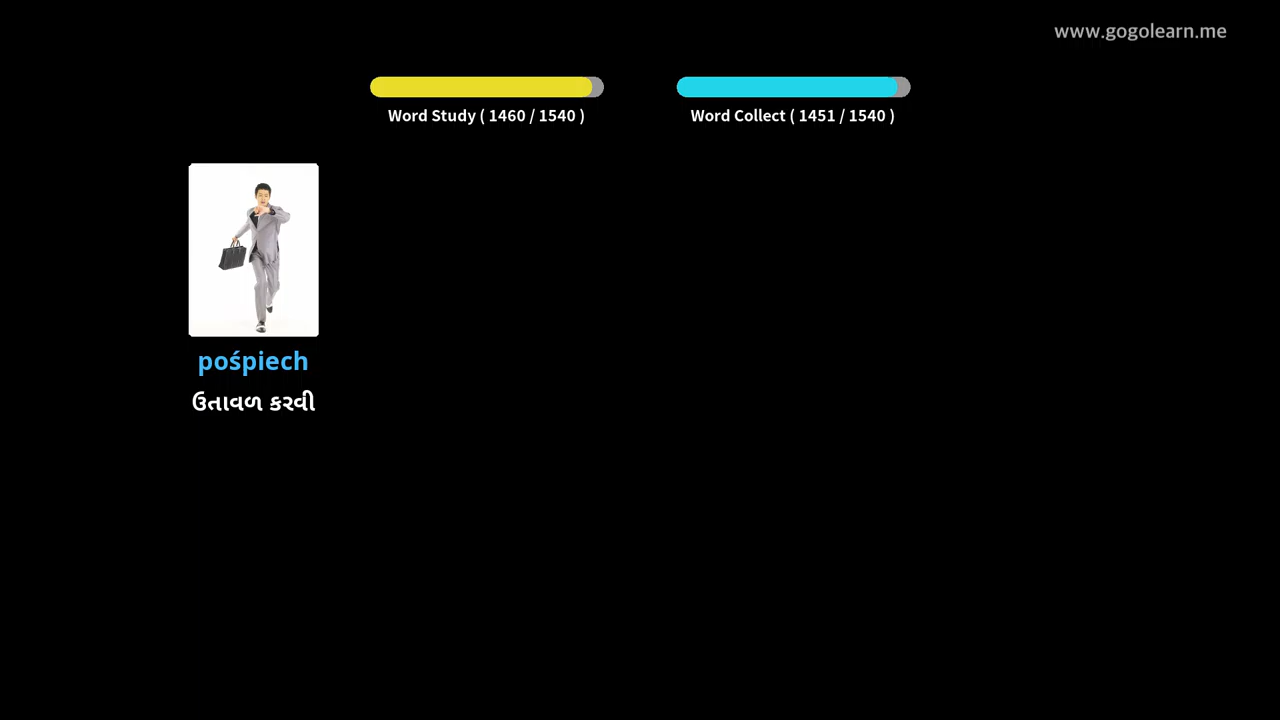 www.gogolearn.me
Word Study ( 1460 / 1540 )
Word Collect ( 1451 / 1540 )
pośpiech
ઉતાવળ કરવી